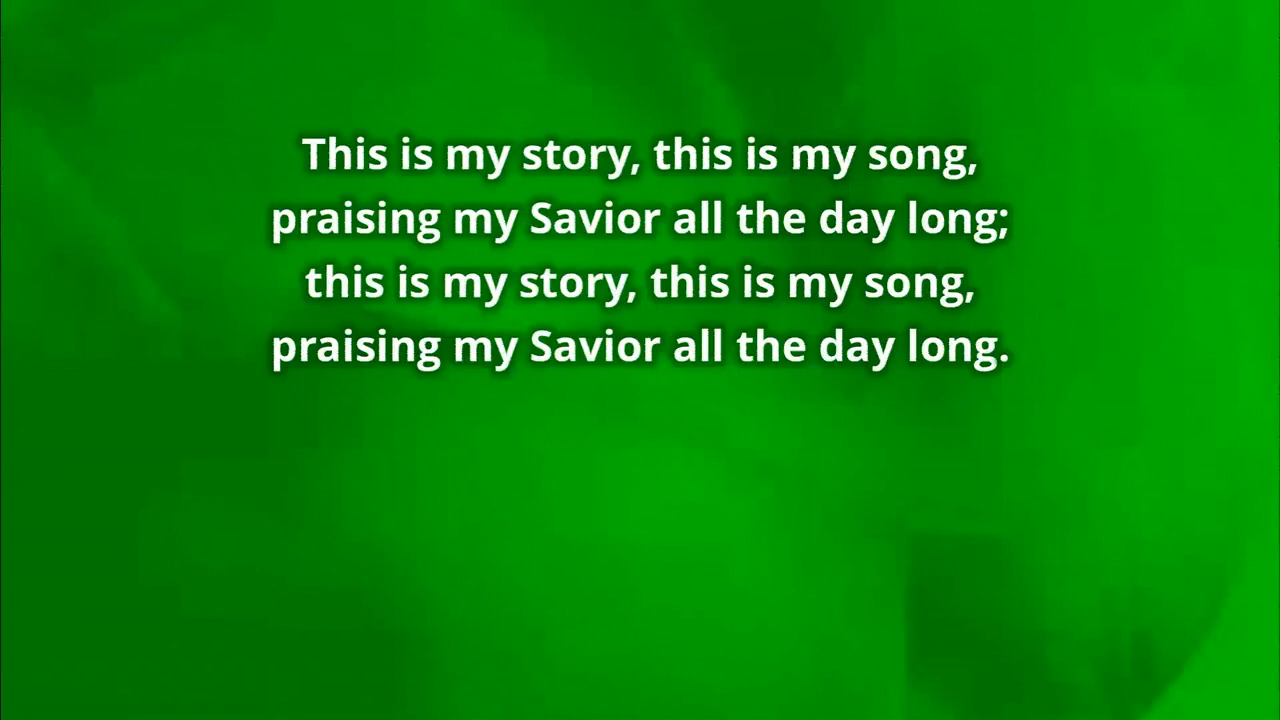 This is my story, this is my song,
praising my Savior all the day long;
this is my story, this is my song,
praising my Savior all the day long.